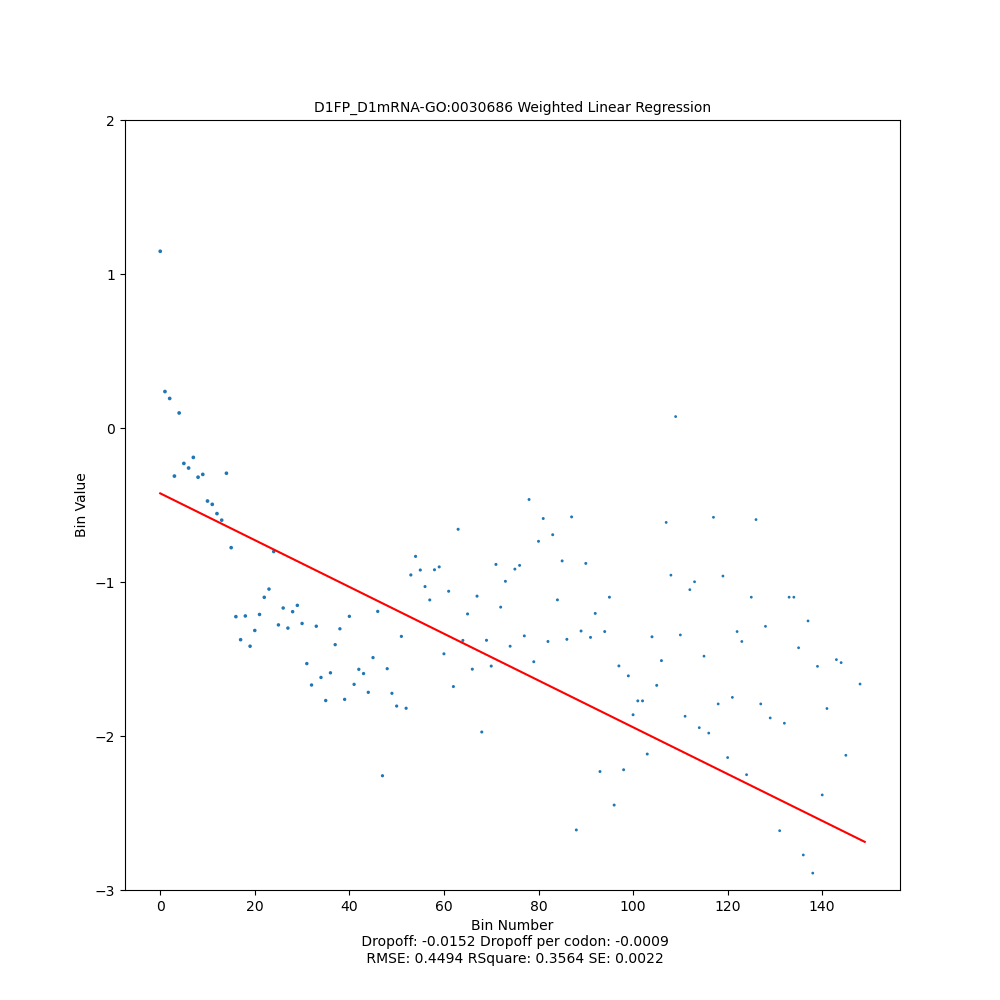 D1FP_D1mRNA-GO:0030686 Weighted Linear Regression
2
1
0
−1
−2
−3
Bin Value
0 20 40 60 80 100 120 140
Bin Number
Dropoff: -0.0152 Dropoff per codon: -0.0009
RMSE: 0.4494 RSquare: 0.3564 SE: 0.0022